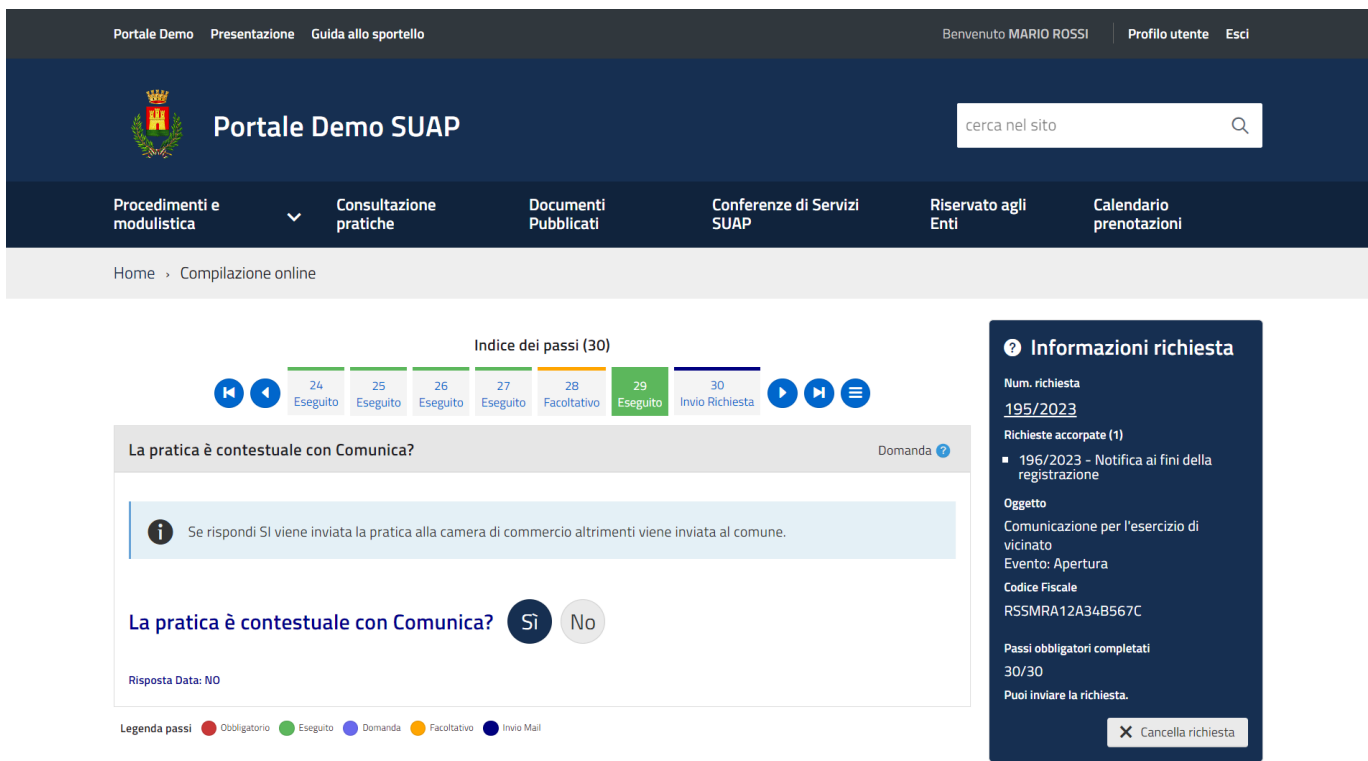 Portale Demo Presentazione Guida allo sportello
Benvenuto MARIO ROSSI Profilo utente Esci
Portale Demo SUAP
cerca nel sito
Procedimenti e
modulistica
Consultazione
pratiche
Documenti
Pubblicati
Conferenze di Servizi
SUAP
Riservato agli
Enti
Calendario
prenotazioni
Home › Compilazione online
Indice dei passi (30)
24
Eseguito
25
Eseguito
26
Eseguito
27
Eseguito
28
Facoltativo
29
Eseguito
30
Invio Richiesta
La pratica è contestuale con Comunica?
Domanda ?
Se rispondi SI viene inviata la pratica alla camera di commercio altrimenti viene inviata al comune.
La pratica è contestuale con Comunica? Sì No
Risposta Data: NO
Legenda passi Obbligatorio Eseguito Domanda Facoltativo Invio Mail
Informazioni richiesta
Num. richiesta
195/2023
Richieste accorpate (1)
196/2023 - Notifica ai fini della
registrazione
Oggetto
Comunicazione per l'esercizio di
vicinato
Evento: Apertura
Codice Fiscale
RSSMRA12A34B567C
Passi obbligatori completati
30/30
Puoi inviare la richiesta.
Cancella richiesta